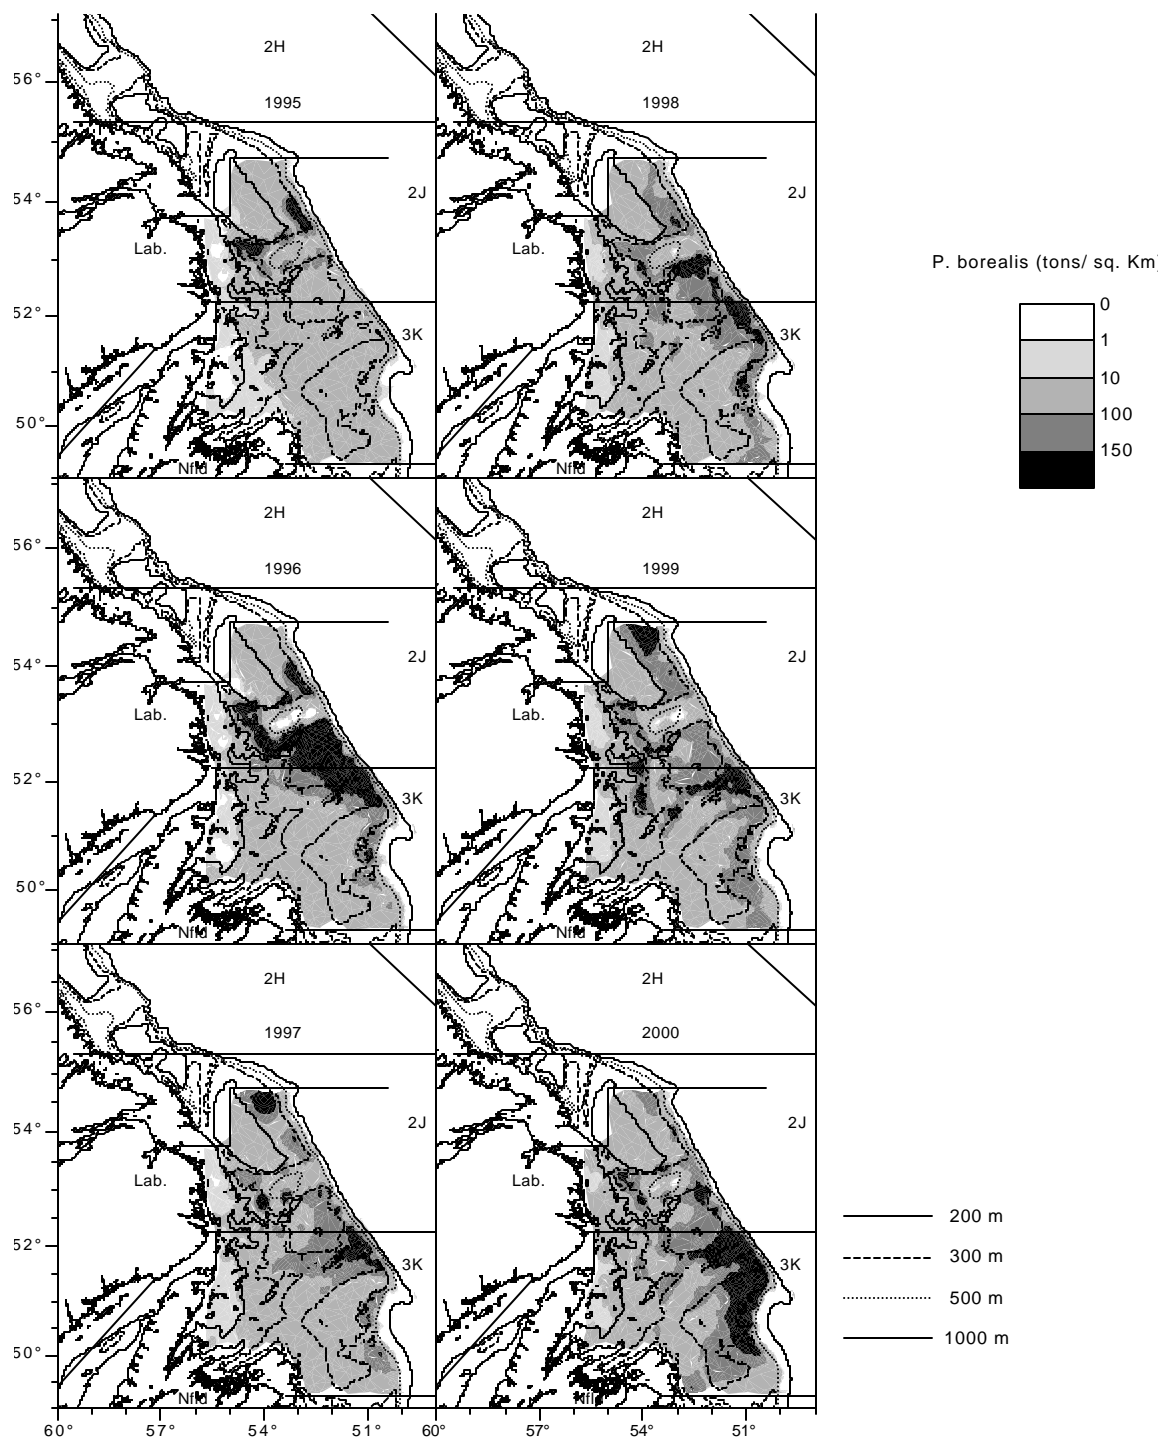 2H
1995
56°
54°
52°
50°
2J
Lab.
3K
Nfld
2H
1998
2J
Lab.
3K
Nfld
P. borealis (tons/ sq. Km)
0
1
10
100
150
2H
1996
56°
54°
52°
50°
2J
Lab.
3K
Nfld
2H
1999
2J
Lab.
3K
Nfld
2H
1997
56°
54°
52°
50°
2J
Lab.
3K
Nfld
2H
2000
2J
Lab.
3K
Nfl
200 m
300 m
500 m
1000 m
60° 57° 54° 51° 60° 57° 54° 51°